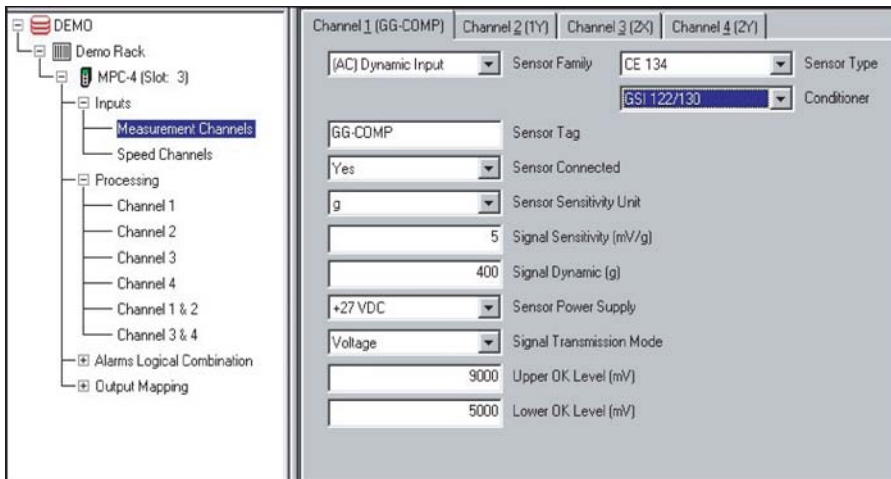 DEMO
Demo Rack
MPC-4 (Slot: 3)
Inputs
Measurement Channels
Speed Channels
Processing
Channel 1
Channel 2
Channel 3
Channel 4
Channel 1 & 2
Channel 3 & 4
Alarms Logical Combination
Output Mapping
Channel 1 (GG-COMP) Channel 2 (1Y) Channel 3 (2X) Channel 4 (2Y)
(AC) Dynamic Input Sensor Family CE 134 Sensor Type
GSI 122/130 Conditioner
GG-COMP Sensor Tag
Yes Sensor Connected
g Sensor Sensitivity Unit
5 Signal Sensitivity (mV/g)
400 Signal Dynamic (g)
+27 VDC Sensor Power Supply
Voltage Signal Transmission Mode
9000 Upper OK Level (mV)
5000 Lower OK Level (mV)